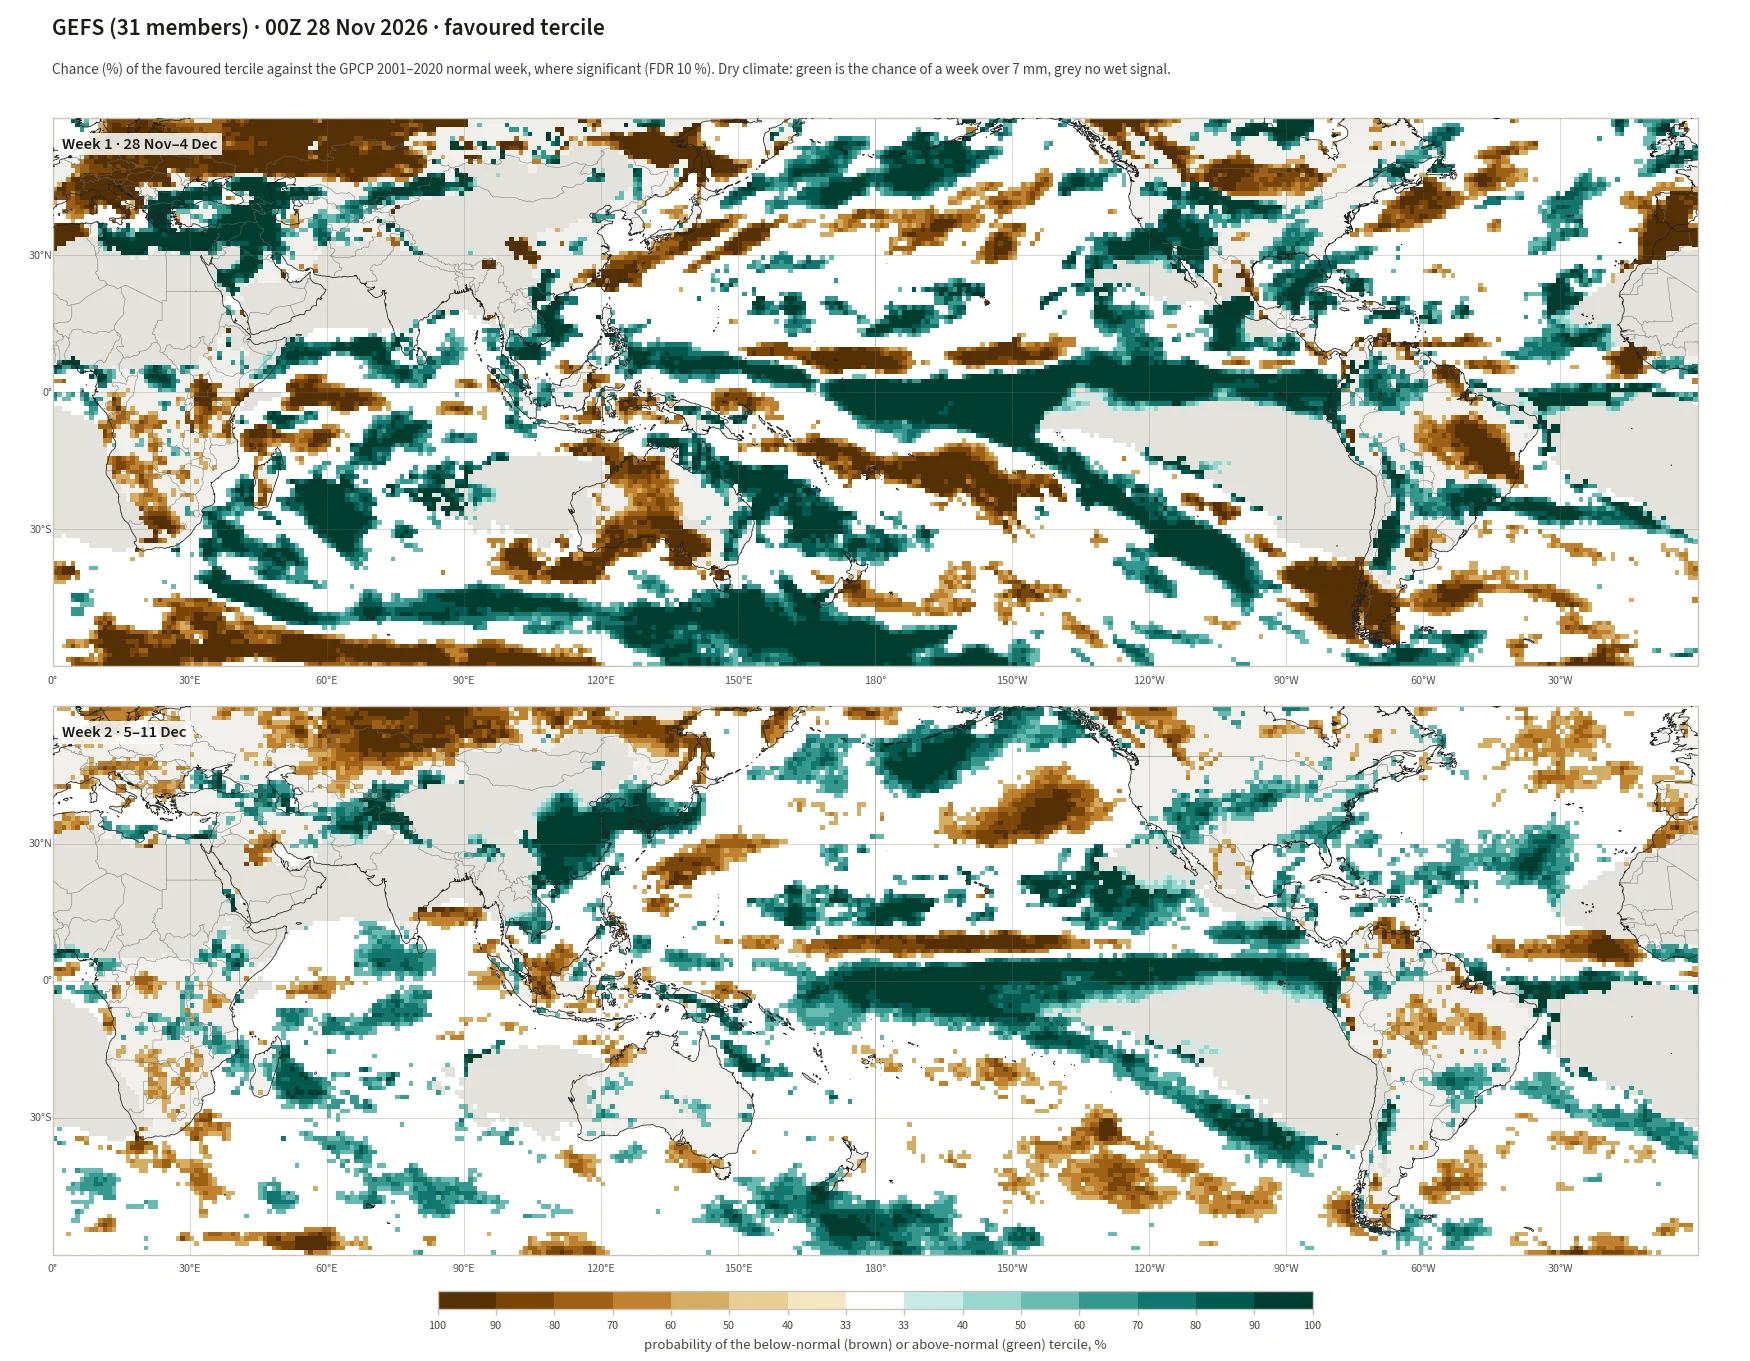 GEFS (31 members) · 00Z 28 Nov 2026 · favoured tercile
Chance (%) of the favoured tercile against the GPCP 2001–2020 normal week, where significant (FDR 10 %). Dry climate: green is the chance of a week over 7 mm, grey no wet signal.
Week 1 · 28 Nov–4 Dec
30°N
0°
30°S
0° 30°E 60°E 90°E 120°E 150°E 180° 150°W 120°W 90°W 60°W 30°W
Week 2 · 5–11 Dec
30°N
0°
30°S
0° 30°E 60°E 90°E 120°E 150°E 180° 150°W 120°W 90°W 60°W 30°W
100 90 80 70 60 50 40 33 33 40 50 60 70 80 90 100
probability of the below-normal (brown) or above-normal (green) tercile, %